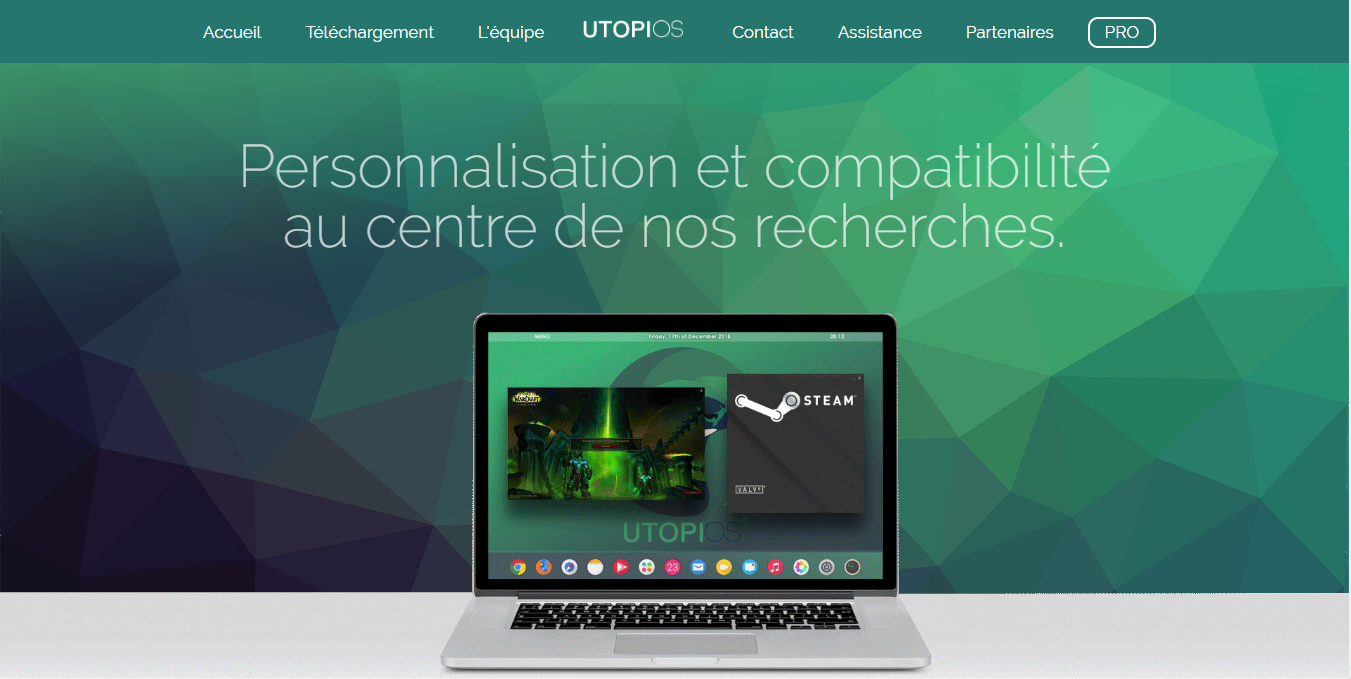 Accueil
Téléchargement
L'équipe
UTOPIOS
Contact
Assistance
Partenaires
PRO
Personnalisation et compatibilité
au centre de nos recherches.
MENU
Friday, 17th of December 2016
20:12
WARCRAFT
STEAM
VALVE
UTOPIOS
23